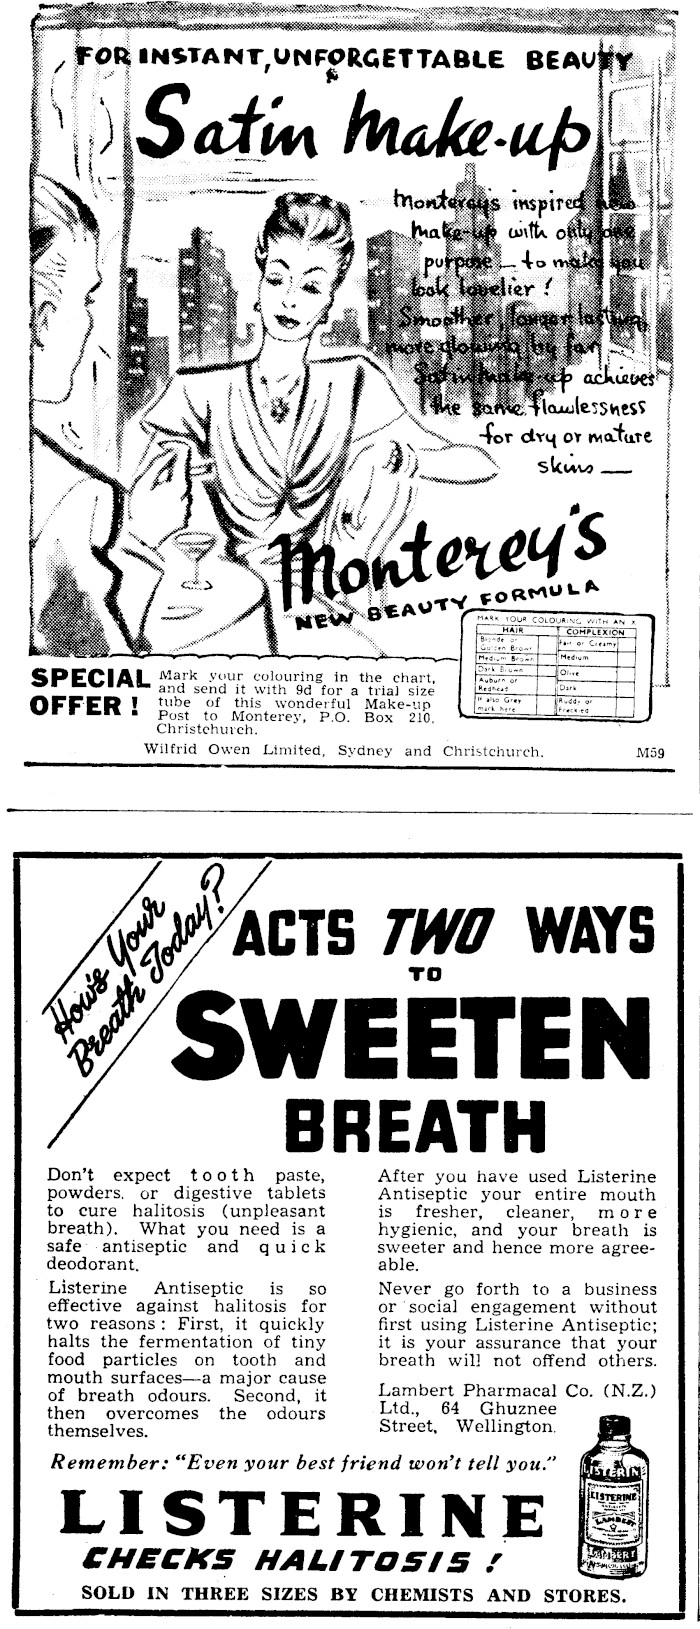 FOR INSTANT, UNFORGETTABLE BEAUTY
Satin Make-up
Monterey's inspired new
make-up with only one
purpose — to make you
look lovelier !
Smoother, longer lasting,
more glowing by far
Satin make-up achieves
the same flawlessness
for dry or mature
skins —
Monterey's
NEW BEAUTY FORMULA
MARK YOUR COLOURING WITH AN X
HAIR COMPLEXION
Blonde or
Golden Brown Fair or Creamy
Medium Brown Medium
Dark Brown Olive
Auburn or
Redhead Dark
If also Grey
mark here Ruddy or
Freckled
SPECIAL
OFFER !
Mark your colouring in the chart,
and send it with 9d for a trial size
tube of this wonderful Make-up
Post to Monterey, P.O. Box 210,
Christchurch.
Wilfrid Owen Limited, Sydney and Christchurch. M59
How's Your
Breath Today?
ACTS TWO WAYS
TO
SWEETEN
BREATH
Don't expect tooth paste,
powders, or digestive tablets
to cure halitosis (unpleasant
breath). What you need is a
safe antiseptic and quick
deodorant.
Listerine Antiseptic is so
effective against halitosis for
two reasons : First, it quickly
halts the fermentation of tiny
food particles on tooth and
mouth surfaces—a major cause
of breath odours. Second, it
then overcomes the odours
themselves.
After you have used Listerine
Antiseptic your entire mouth
is fresher, cleaner, more
hygienic, and your breath is
sweeter and hence more agree-
able.
Never go forth to a business
or social engagement without
first using Listerine Antiseptic;
it is your assurance that your
breath will not offend others.
Lambert Pharmacal Co. (N.Z.)
Ltd., 64 Ghuznee
Street, Wellington.
Remember: "Even your best friend won't tell you."
LISTERINE
LISTERINE
LAMBERT
LAMBERT
LISTERINE
CHECKS HALITOSIS !
SOLD IN THREE SIZES BY CHEMISTS AND STORES.